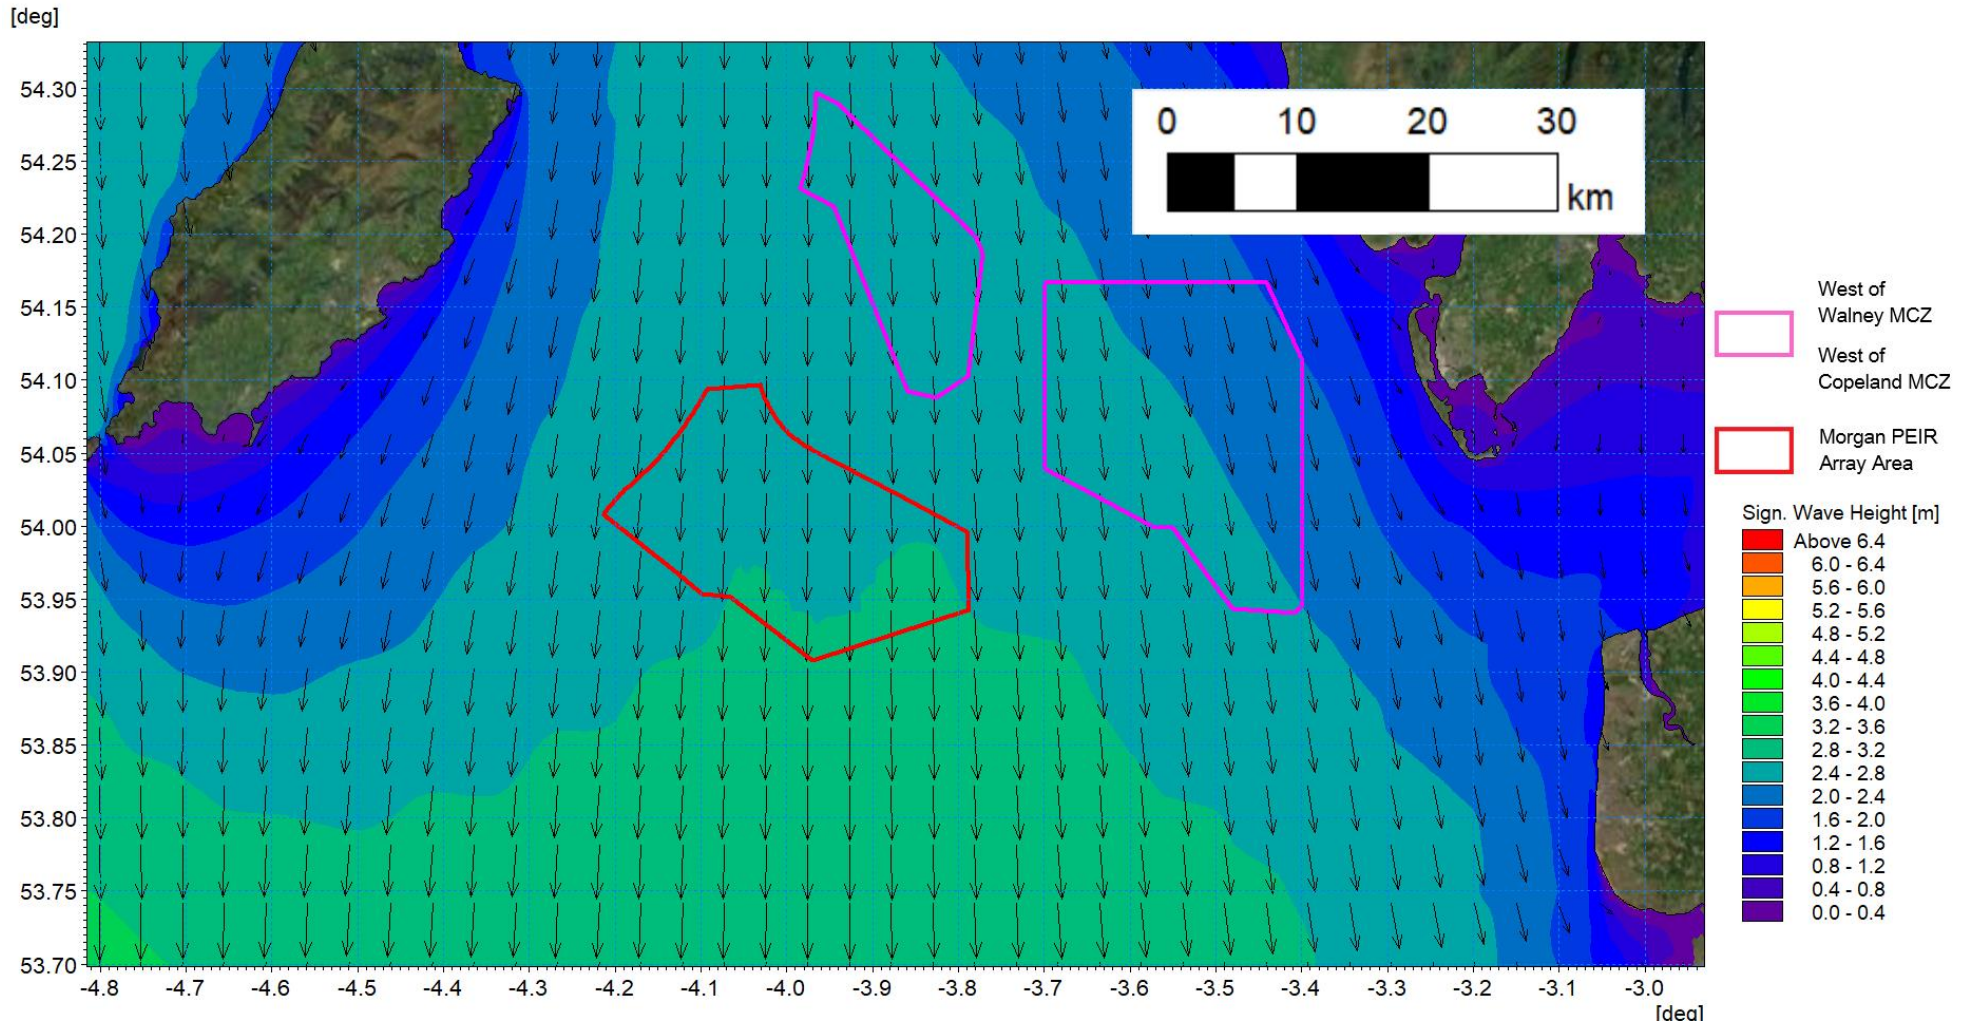 [deg]
54.30
54.25
54.20
54.15
54.10
54.05
54.00
53.95
53.90
53.85
53.80
53.75
53.70
-4.8 -4.7 -4.6 -4.5 -4.4 -4.3 -4.2 -4.1 -4.0 -3.9 -3.8 -3.7 -3.6 -3.5 -3.4 -3.3 -3.2 -3.1 -3.0
[deg]
0 10 20 30
km
West of
Walney MCZ
West of
Copeland MCZ
Morgan PEIR
Array Area
Sign. Wave Height [m]
Above 6.4
6.0 - 6.4
5.6 - 6.0
5.2 - 5.6
4.8 - 5.2
4.4 - 4.8
4.0 - 4.4
3.6 - 4.0
3.2 - 3.6
2.8 - 3.2
2.4 - 2.8
2.0 - 2.4
1.6 - 2.0
1.2 - 1.6
0.8 - 1.2
0.4 - 0.8
0.0 - 0.4